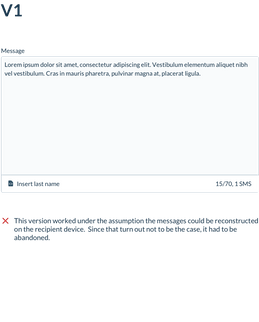 V1
Message
Lorem ipsum dolor sit amet, consectetur adipiscing elit. Vestibulum elementum aliquet nibh
vel vestibulum. Cras in mauris pharetra, pulvinar magna at, placerat ligula.
Insert last name
15/70, 1 SMS
This version worked under the assumption the messages could be reconstructed
on the recipient device. Since that turn out not to be the case, it had to be
abandoned.